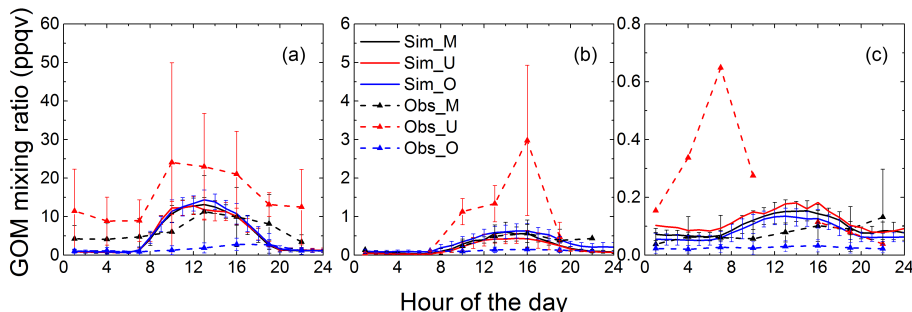 GOM mixing ratio (ppqv)
60
50
40
30
20
10
0
0 4 8 12 16 20 24
(a)
6
5
4
3
2
1
0
0 4 8 12 16 20 24
(b)
Sim_M
Sim_U
Sim_O
Obs_M
Obs_U
Obs_O
0.8
0.6
0.4
0.2
0.0
0 4 8 12 16 20 24
(c)
Hour of the day